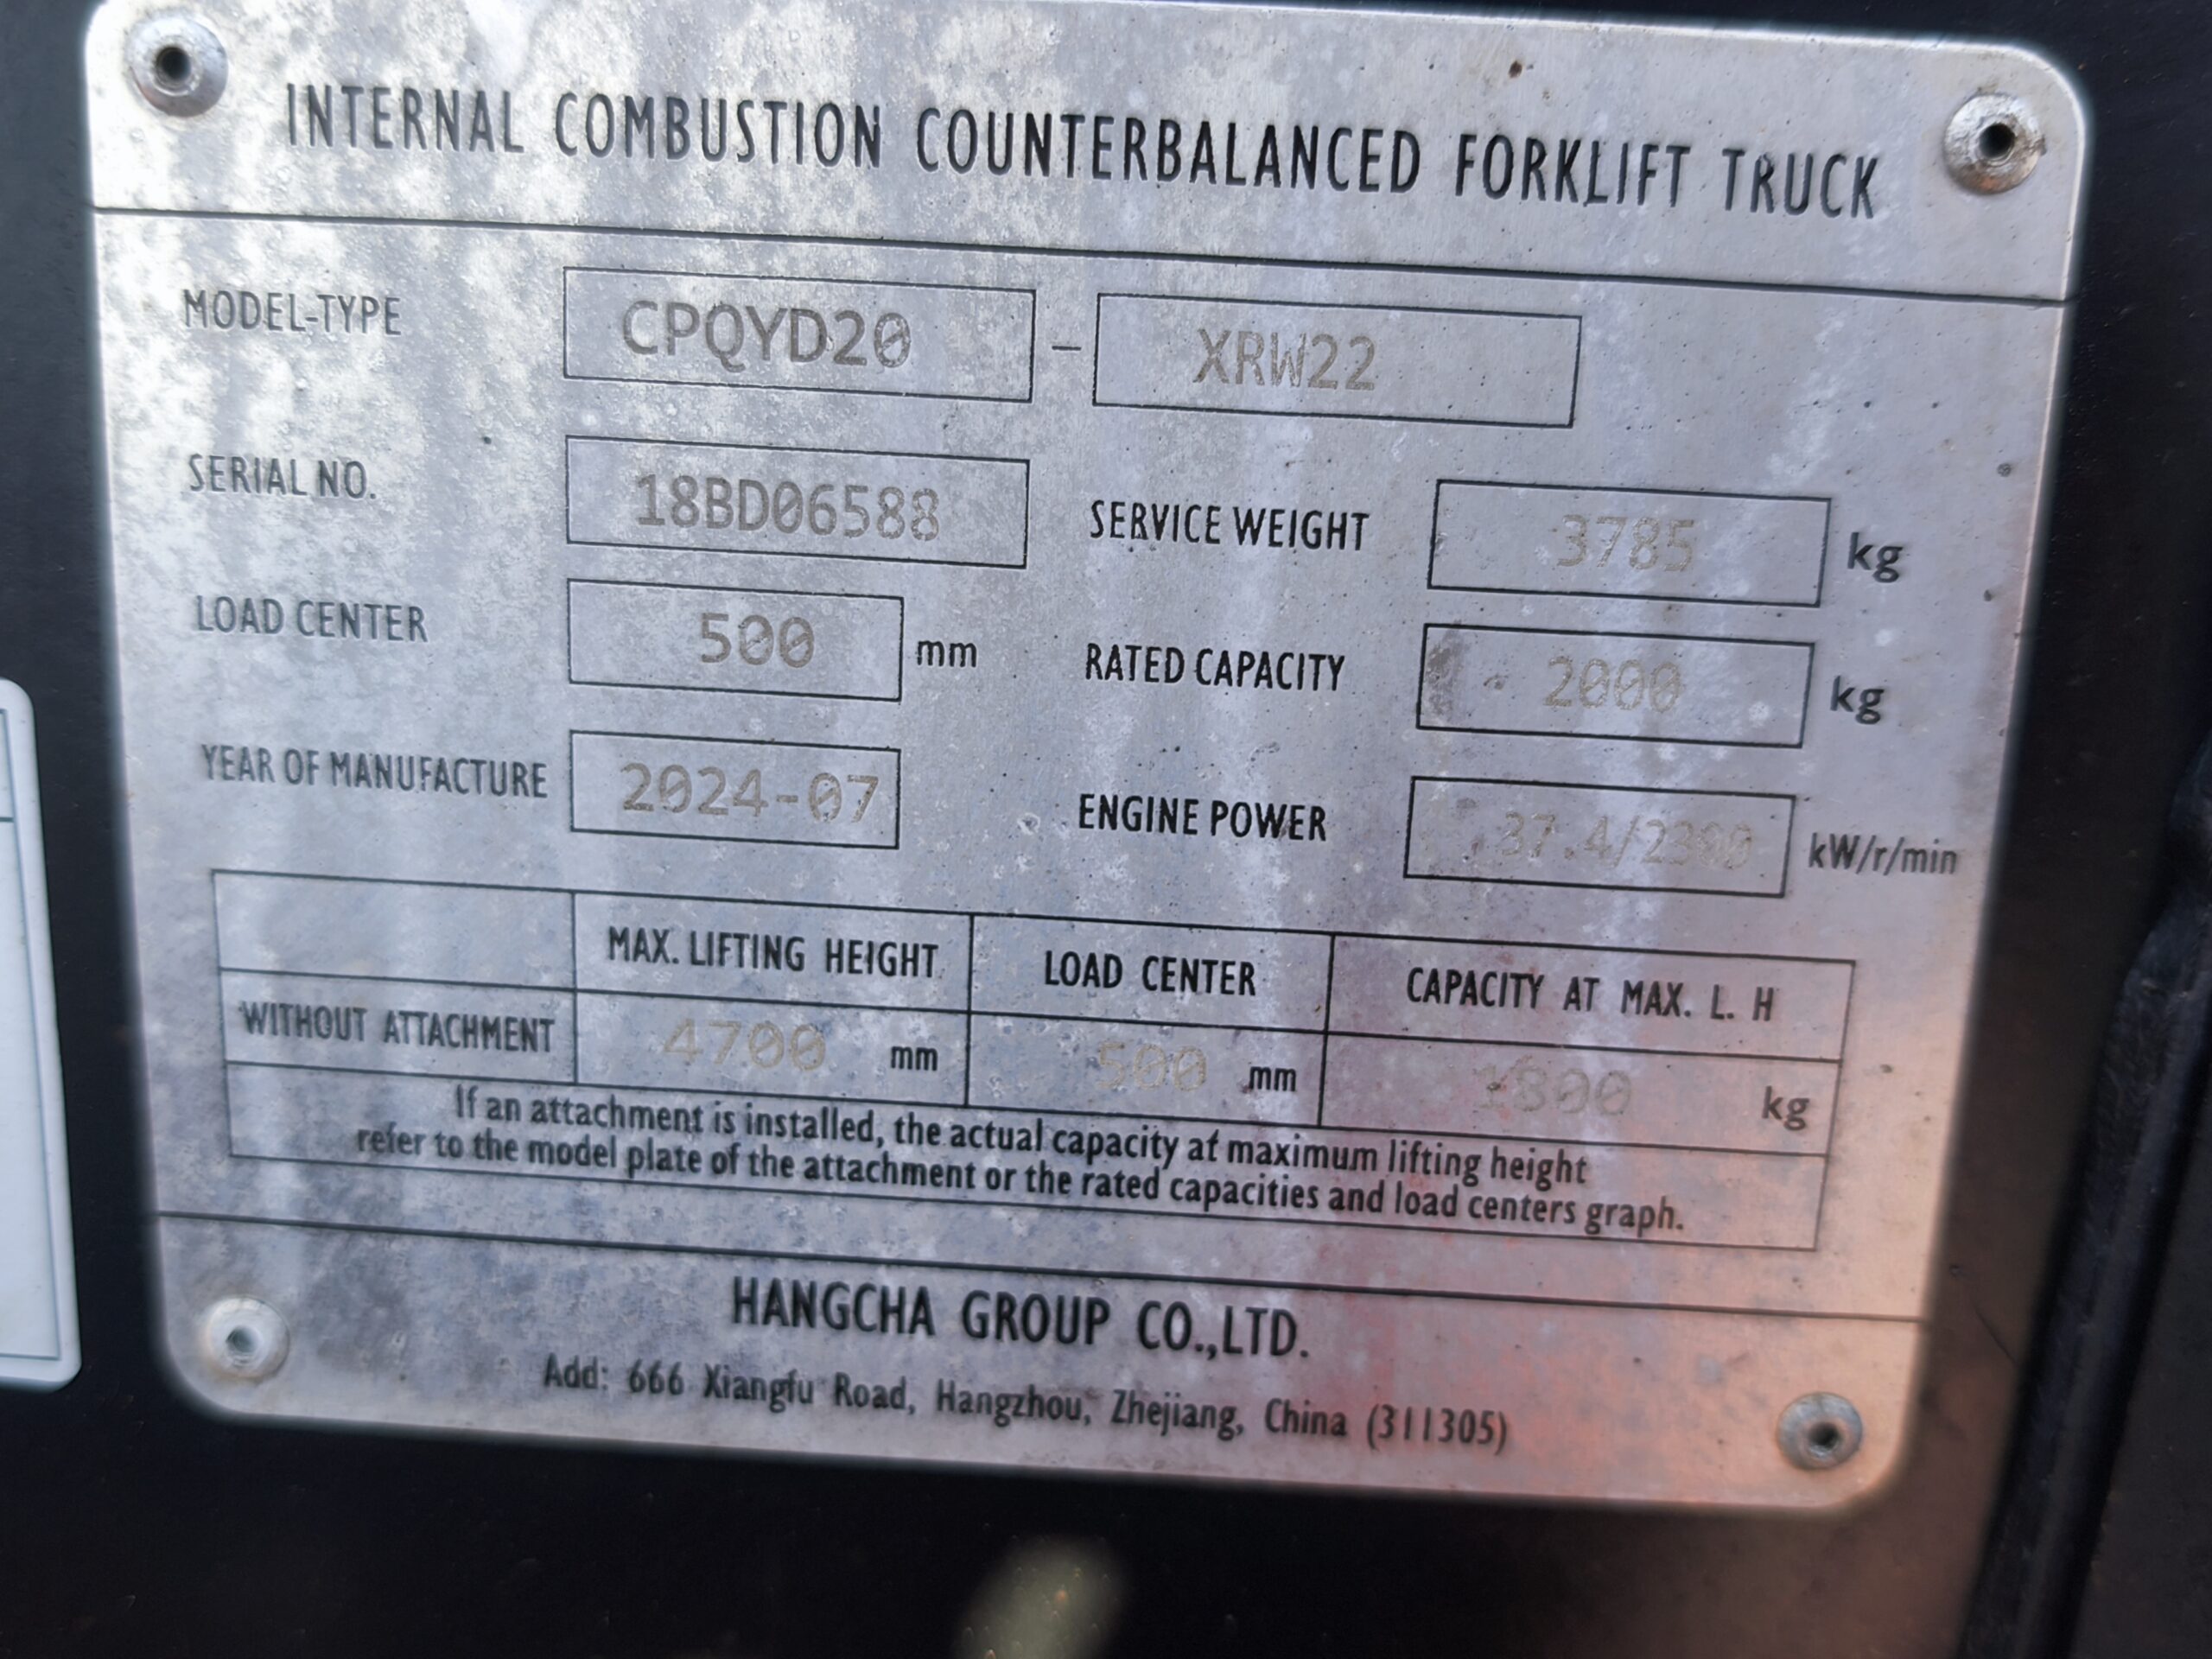 INTERNAL COMBUSTION COUNTERBALANCED FORKLIFT TRUCK
MODEL-TYPE CPQYD20 - XRW22
SERIAL NO. 18BD06588 SERVICE WEIGHT 3785 kg
LOAD CENTER 500 mm RATED CAPACITY 2000 kg
YEAR OF MANUFACTURE 2024-07 ENGINE POWER 37.4/2300 kW/r/min
MAX. LIFTING HEIGHT LOAD CENTER CAPACITY AT MAX. L. H
WITHOUT ATTACHMENT 4700 mm 500 mm 1800 kg
If an attachment is installed, the actual capacity at maximum lifting height
refer to the model plate of the attachment or the rated capacities and load centers graph.
HANGCHA GROUP CO.,LTD.
Add: 666 Xiangfu Road, Hangzhou, Zhejiang, China (311305)